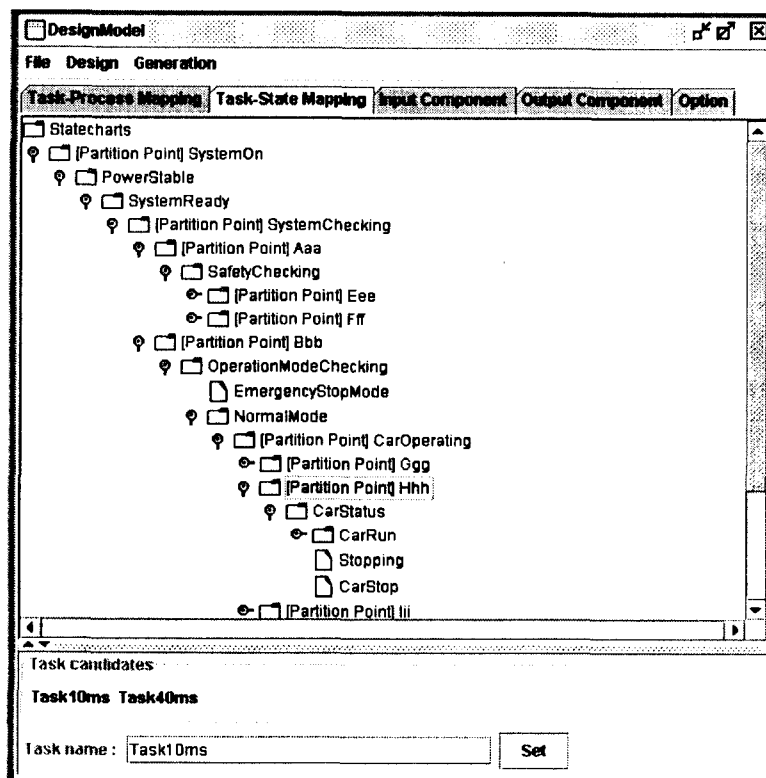 DesignModel
File Design Generation
Task-Process Mapping Task-State Mapping Input Component Output Component Option
Statecharts
[Partition Point] SystemOn
PowerStable
SystemReady
[Partition Point] SystemChecking
[Partition Point] Aaa
SafetyChecking
[Partition Point] Eee
[Partition Point] Fff
[Partition Point] Bbb
OperationModeChecking
EmergencyStopMode
NormalMode
[Partition Point] CarOperating
[Partition Point] Ggg
[Partition Point] Hhh
CarStatus
CarRun
Stopping
CarStop
[Partition Point] Iii
Task candidates
Task10ms Task40ms
Task name : Task10ms Set